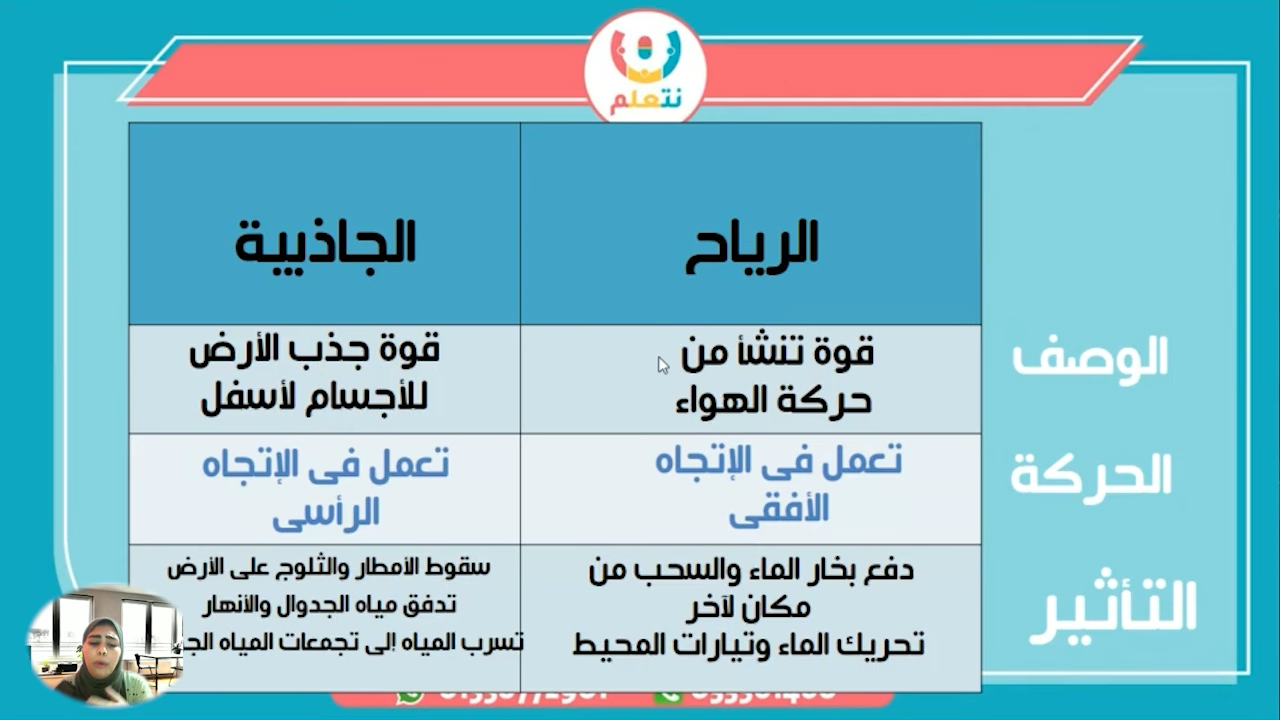 نتعلم
الرياح
الجاذبية
الوصف
قوة تنشأ من
حركة الهواء
قوة جذب الأرض
للأجسام لأسفل
الحركة
تعمل فى الإتجاه
الأفقى
تعمل فى الإتجاه
الرأسى
التأثير
دفع بخار الماء والسحب من
مكان لآخر
تحريك الماء وتيارات المحيط
سقوط الأمطار والثلوج على الأرض
تدفق مياه الجدوال والأنهار
تسرب المياه إلى تجمعات المياه